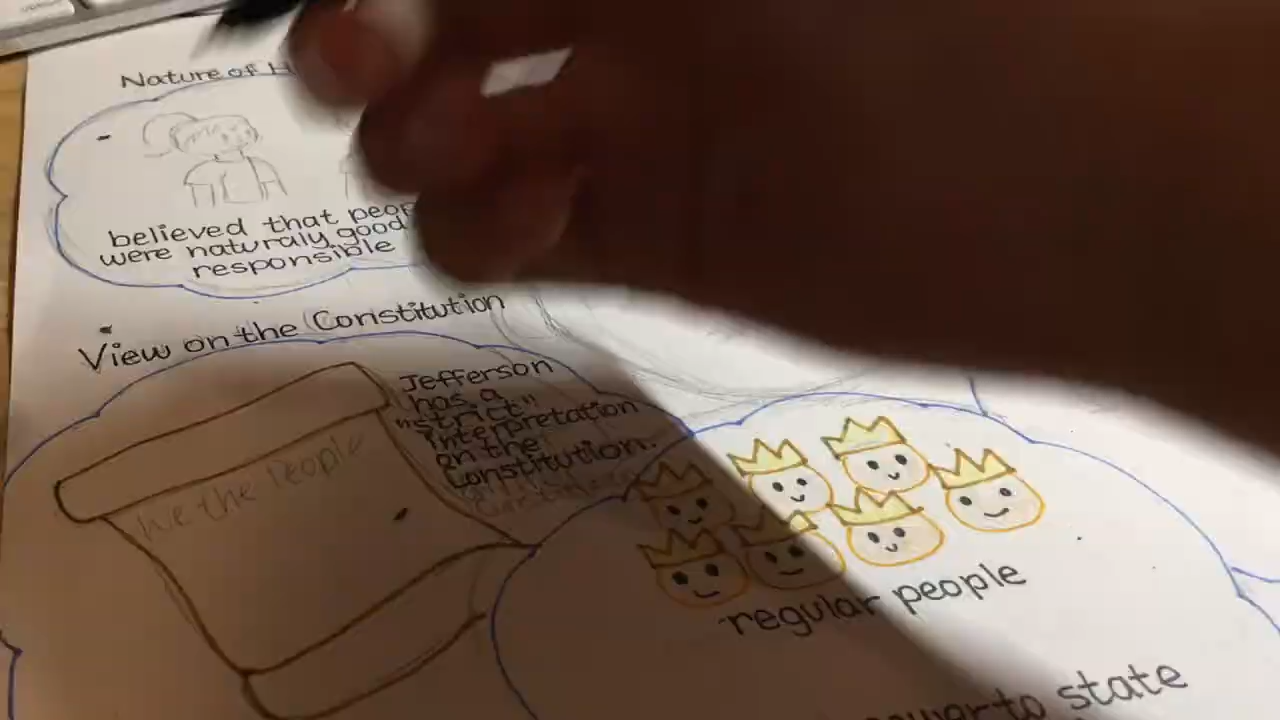 Nature of H
believed that peop
were naturaly good
responsible
View on the Constitution
Jefferson
has a
"strict"
interpretation
on the
Constitution.
We the People
regular people
to state